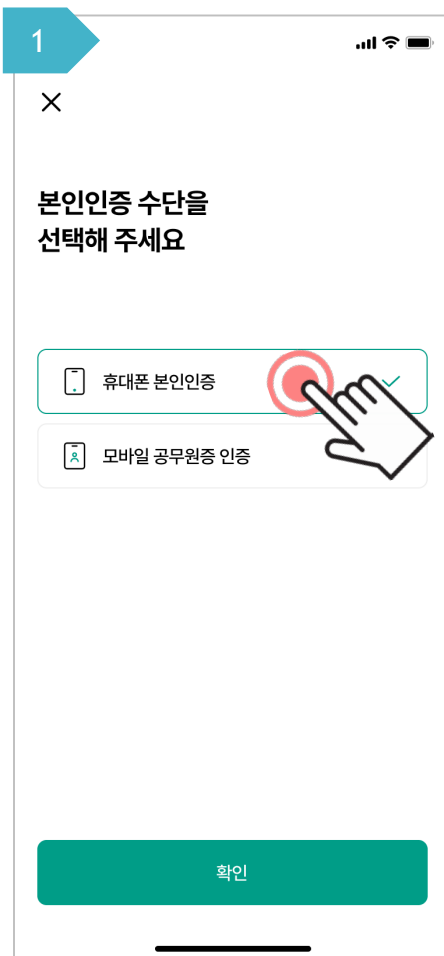 1
본인인증 수단을
선택해 주세요
휴대폰 본인인증
모바일 공무원증 인증
확인